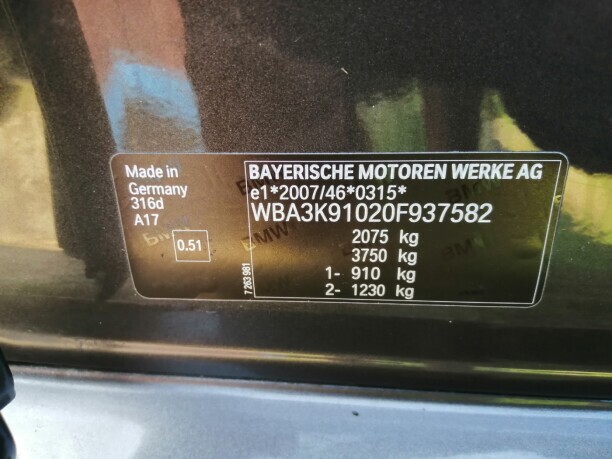 Made in
Germany
316d
A17
0.51
7 263 981
BAYERISCHE MOTOREN WERKE AG
e1*2007/46*0315*
WBA3K91020F937582
2075 kg
3750 kg
1- 910 kg
2- 1230 kg
BMW